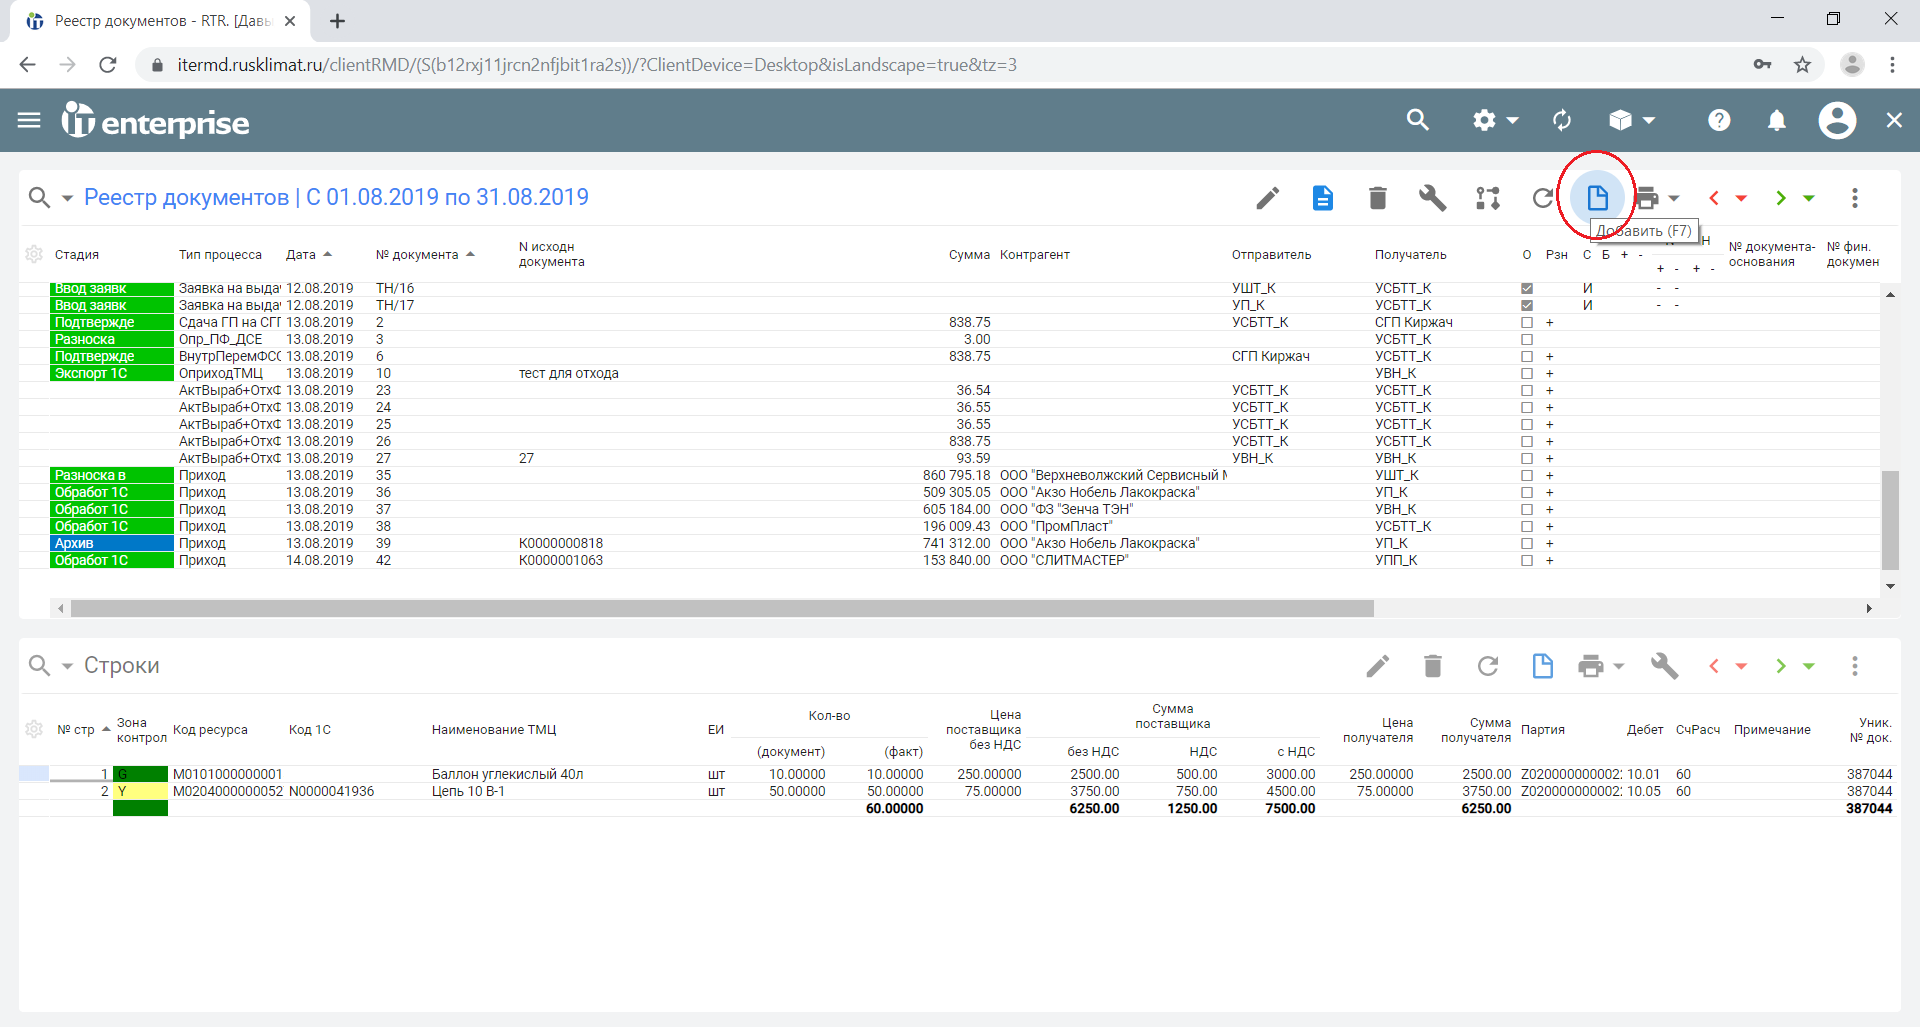 Реестр документов - RTR. [Давы
itermd.rusklimat.ru/clientRMD/(S(b12rxj11jrcn2nfjbit1ra2s))/?ClientDevice=Desktop&isLandscape=true&tz=3
it enterprise
Реестр документов | С 01.08.2019 по 31.08.2019
Добавить (F7)
Стадия Тип процесса Дата № документа N исходн документа Сумма Контрагент Отправитель Получатель О Рзн С Б + - Н + - + - № документа-основания № фин. докумен
Ввод заявк Заявка на выдач 12.08.2019 ТН/16 УШТ_К УСБТТ_К И - -
Ввод заявк Заявка на выдач 12.08.2019 ТН/17 УП_К УСБТТ_К И - -
Подтвержде Сдача ГП на СГП 13.08.2019 2 838.75 УСБТТ_К СГП Киржач +
Разноска Опр_ПФ_ДСЕ 13.08.2019 3 3.00 УСБТТ_К
Подтвержде ВнутрПеремФСС 13.08.2019 6 838.75 СГП Киржач УСБТТ_К +
Экспорт 1С ОприходТМЦ 13.08.2019 10 тест для отхода УВН_К +
АктВыраб+ОтхФ 13.08.2019 23 36.54 УСБТТ_К УСБТТ_К +
АктВыраб+ОтхФ 13.08.2019 24 36.55 УСБТТ_К УСБТТ_К +
АктВыраб+ОтхФ 13.08.2019 25 36.55 УСБТТ_К УСБТТ_К +
АктВыраб+ОтхФ 13.08.2019 26 838.75 УСБТТ_К УСБТТ_К +
АктВыраб+ОтхФ 13.08.2019 27 27 93.59 УВН_К УВН_К +
Разноска в Приход 13.08.2019 35 860 795.18 ООО "Верхневолжский Сервисный М УШТ_К +
Обработ 1С Приход 13.08.2019 36 509 305.05 ООО "Акзо Нобель Лакокраска" УП_К +
Обработ 1С Приход 13.08.2019 37 605 184.00 ООО "ФЗ "Зенча ТЭН" УВН_К +
Обработ 1С Приход 13.08.2019 38 196 009.43 ООО "ПромПласт" УСБТТ_К +
Архив Приход 13.08.2019 39 К0000000818 741 312.00 ООО "Акзо Нобель Лакокраска" УП_К +
Обработ 1С Приход 14.08.2019 42 К0000001063 153 840.00 ООО "СЛИТМАСТЕР" УПП_К +
Строки
№ стр Зона контрол Код ресурса Код 1С Наименование ТМЦ ЕИ Кол-во (документ) (факт) Цена поставщика без НДС Сумма поставщика без НДС НДС с НДС Цена получателя Сумма получателя Партия Дебет СчРасч Примечание Уник. № док.
1 G М0101000000001 Баллон углекислый 40л шт 10.00000 10.00000 250.00000 2500.00 500.00 3000.00 250.00000 2500.00 Z020000000002: 10.01 60 387044
2 Y М0204000000052 N0000041936 Цепь 10 В-1 шт 50.00000 50.00000 75.00000 3750.00 750.00 4500.00 75.00000 3750.00 Z020000000002: 10.05 60 387044
60.00000 6250.00 1250.00 7500.00 6250.00 387044